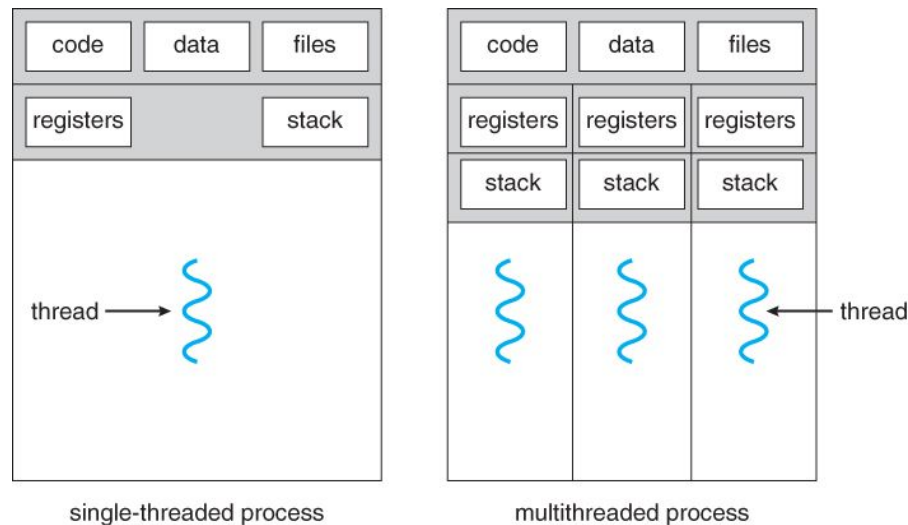 code data files
registers stack
thread
single-threaded process
code data files
registers registers registers
stack stack stack
thread
multithreaded process